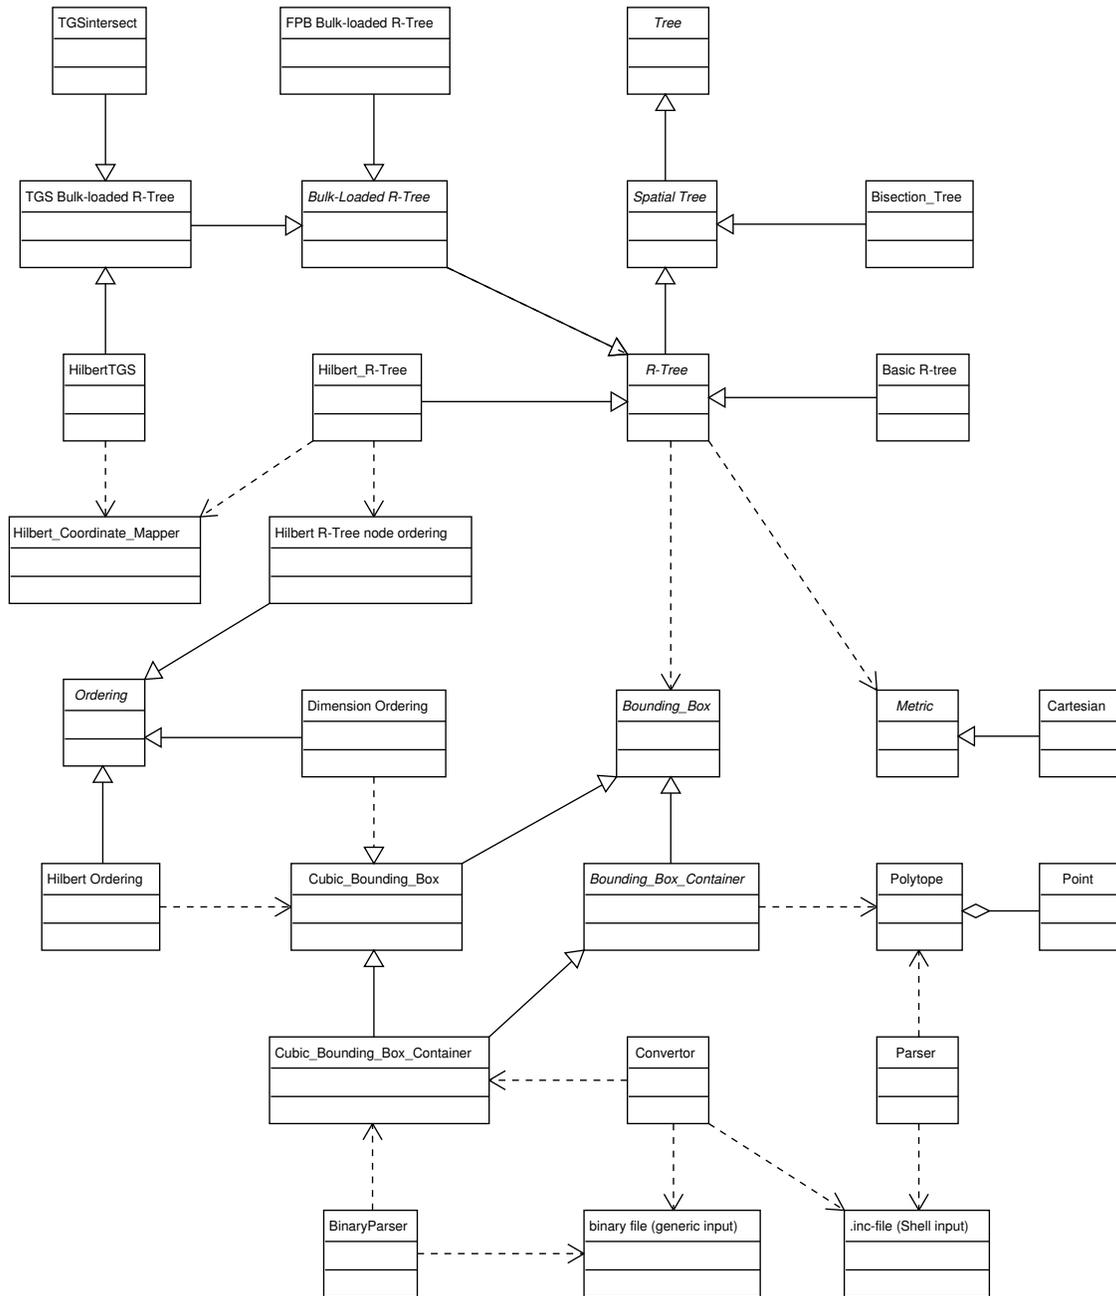 TGSintersect
FPB Bulk-loaded R-Tree
Tree
TGS Bulk-loaded R-Tree
Bulk-Loaded R-Tree
Spatial Tree
Bisection_Tree
HilbertTGS
Hilbert_R-Tree
R-Tree
Basic R-tree
Hilbert_Coordinate_Mapper
Hilbert R-Tree node ordering
Ordering
Dimension Ordering
Bounding_Box
Metric
Cartesian
Hilbert Ordering
Cubic_Bounding_Box
Bounding_Box_Container
Polytope
Point
Cubic_Bounding_Box_Container
Convertor
Parser
BinaryParser
binary file (generic input)
.inc-file (Shell input)